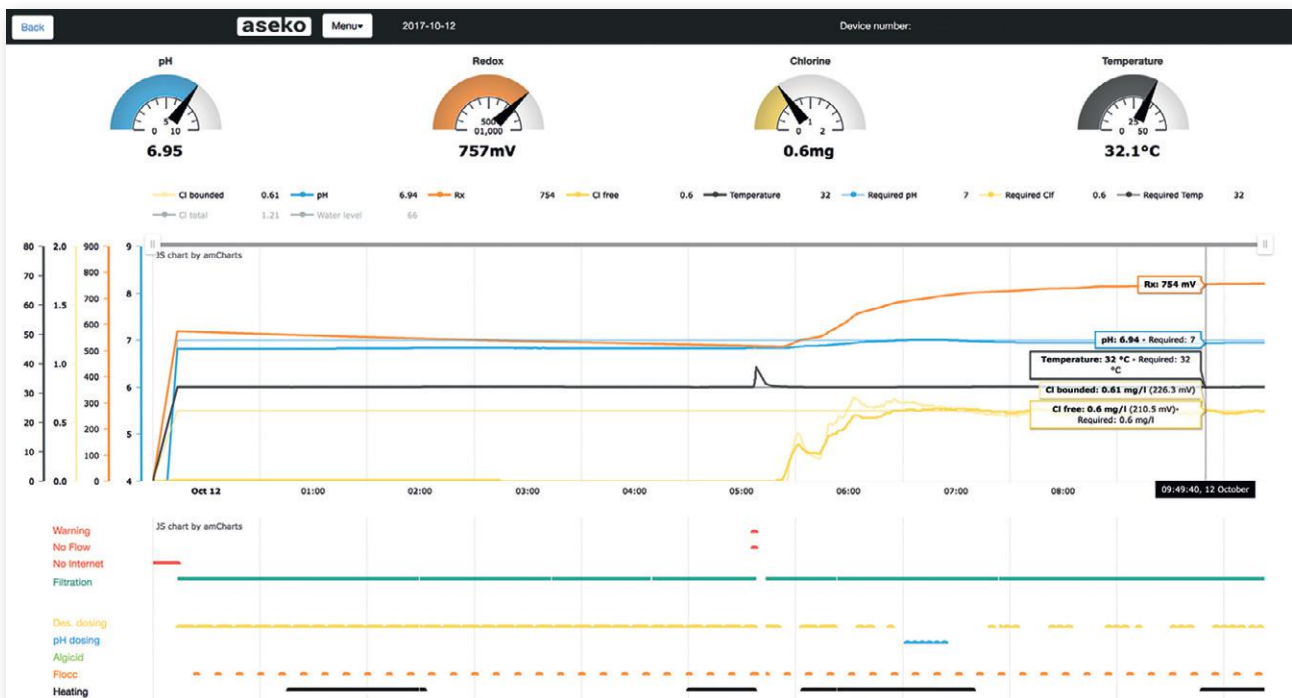 Back aseko Menu 2017-10-12 Device number:
pH Redox Chlorine Temperature
5 500 1 25
0 10 0 1,000 0 2 0 50
6.95 757mV 0.6mg 32.1°C
Cl bounded 0.61 pH 6.94 Rx 754 Cl free 0.6 Temperature 32 Required pH 7 Required Clf 0.6 Required Temp 32
Cl total 1.21 Water level 66
80 2.0 900 9
JS chart by amCharts
800
70
8
Rx: 754 mV
700
60 1.5
600
50 7
pH: 6.94 - Required: 7
500
Temperature: 32 °C - Required: 32
°C
40 1.0
400
6
Cl bounded: 0.61 mg/l (226.3 mV)
30 300
Cl free: 0.6 mg/l (210.5 mV)-
Required: 0.6 mg/l
20 0.5 200
5
10 100
0 0.0 0 4
Oct 12 01:00 02:00 03:00 04:00 05:00 06:00 07:00 08:00 09:49:40, 12 October
JS chart by amCharts
Warning
No Flow
No Internet
Filtration
Des. dosing
pH dosing
Algicid
Flocc
Heating